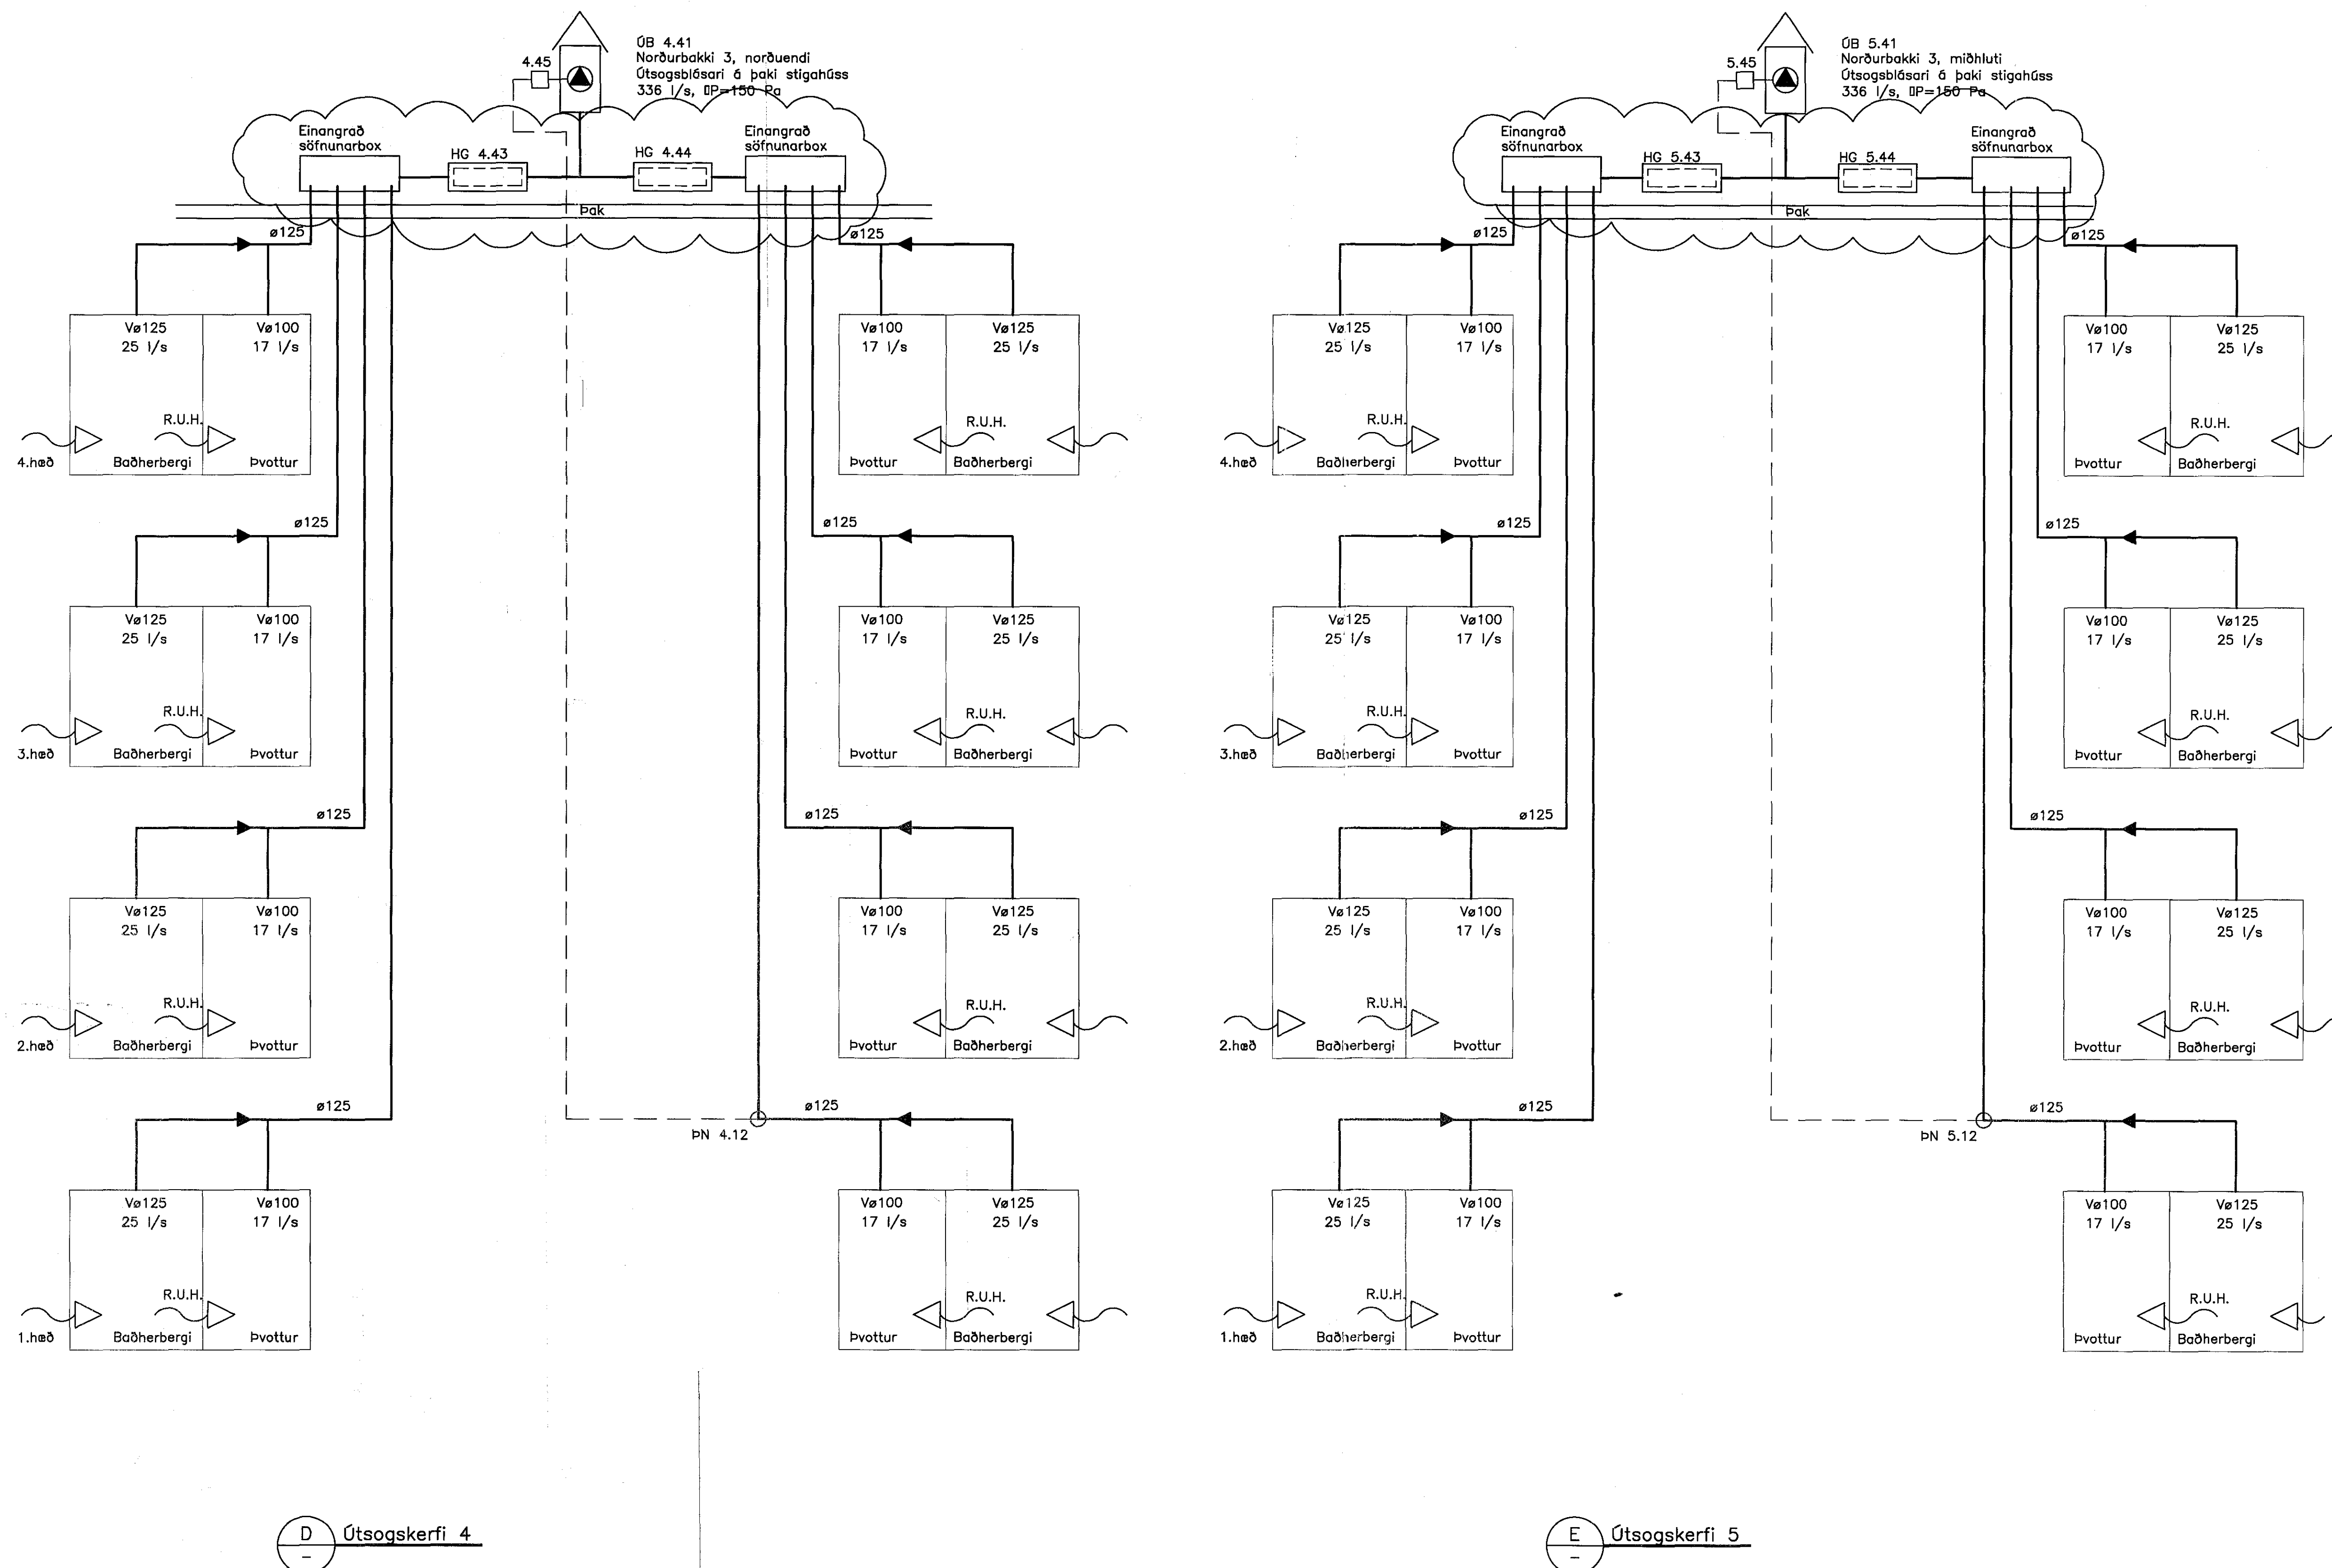 ÚB 4.41
Norðurbakki 3, norðuendi
Útsogsblásari á þaki stigahúss
336 l/s, ▯P=150 Pa
4.45
Einangrað
söfnunarbox
HG 4.43
HG 4.44
Einangrað
söfnunarbox
Þak
ø125
ø125
Vø125
25 l/s
Vø100
17 l/s
Vø100
17 l/s
Vø125
25 l/s
R.U.H.
R.U.H.
4.hæð
Baðherbergi
Þvottur
Þvottur
Baðherbergi
ø125
ø125
Vø125
25 l/s
Vø100
17 l/s
Vø100
17 l/s
Vø125
25 l/s
R.U.H.
R.U.H.
3.hæð
Baðherbergi
Þvottur
Þvottur
Baðherbergi
ø125
ø125
Vø125
25 l/s
Vø100
17 l/s
Vø100
17 l/s
Vø125
25 l/s
R.U.H.
R.U.H.
2.hæð
Baðherbergi
Þvottur
Þvottur
Baðherbergi
ø125
ø125
ÞN 4.12
Vø125
25 l/s
Vø100
17 l/s
Vø100
17 l/s
Vø125
25 l/s
R.U.H.
R.U.H.
1.hæð
Baðherbergi
Þvottur
Þvottur
Baðherbergi
D
–
Útsogskerfi 4
ÚB 5.41
Norðurbakki 3, miðhluti
Útsogsblásari á þaki stigahúss
336 l/s, ▯P=150 Pa
5.45
Einangrað
söfnunarbox
HG 5.43
HG 5.44
Einangrað
söfnunarbox
Þak
ø125
ø125
Vø125
25 l/s
Vø100
17 l/s
Vø100
17 l/s
Vø125
25 l/s
R.U.H.
R.U.H.
4.hæð
Baðherbergi
Þvottur
Þvottur
Baðherbergi
ø125
ø125
Vø125
25 l/s
Vø100
17 l/s
Vø100
17 l/s
Vø125
25 l/s
R.U.H.
R.U.H.
3.hæð
Baðherbergi
Þvottur
Þvottur
Baðherbergi
ø125
ø125
Vø125
25 l/s
Vø100
17 l/s
Vø100
17 l/s
Vø125
25 l/s
R.U.H.
R.U.H.
2.hæð
Baðherbergi
Þvottur
Þvottur
Baðherbergi
ø125
ø125
ÞN 5.12
Vø125
25 l/s
Vø100
17 l/s
Vø100
17 l/s
Vø125
25 l/s
R.U.H.
R.U.H.
1.hæð
Baðherbergi
Þvottur
Þvottur
Baðherbergi
E
–
Útsogskerfi 5